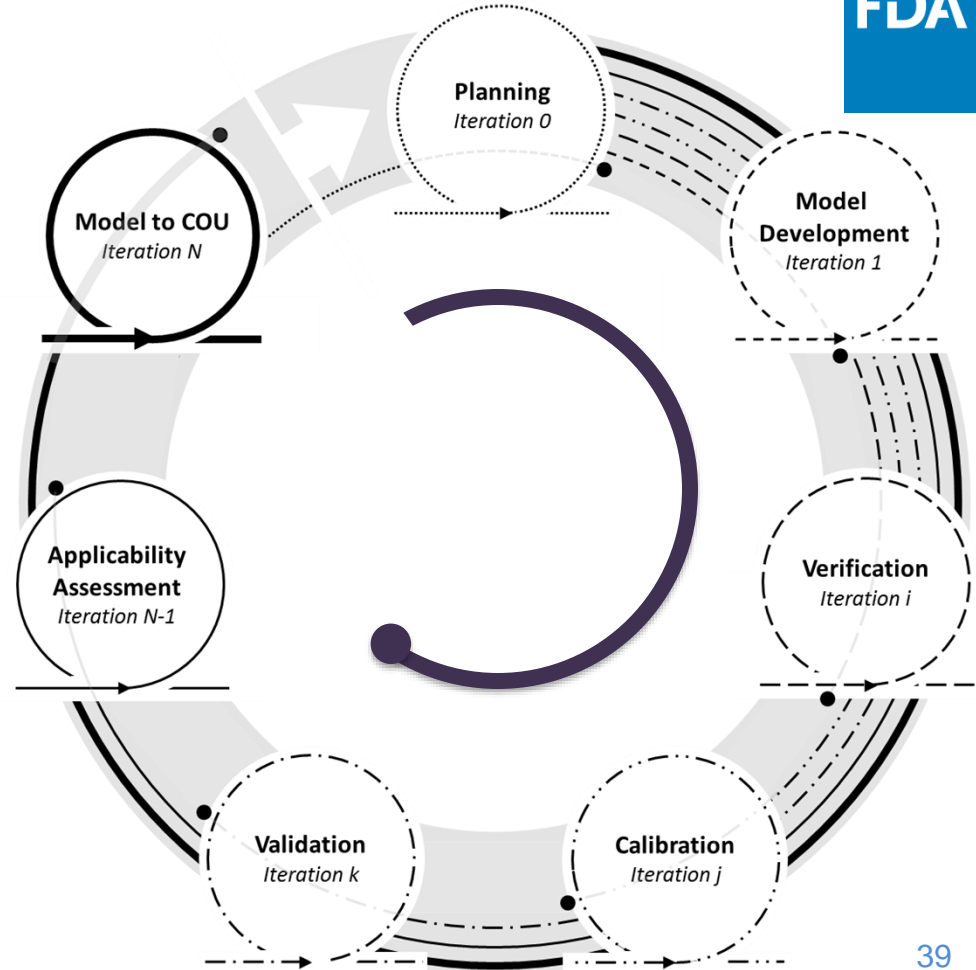 FDA
Planning
Iteration 0
Model
Development
Iteration 1
Model to COU
Iteration N
Verification
Iteration i
Applicability
Assessment
Iteration N-1
Validation
Iteration k
Calibration
Iteration j
39